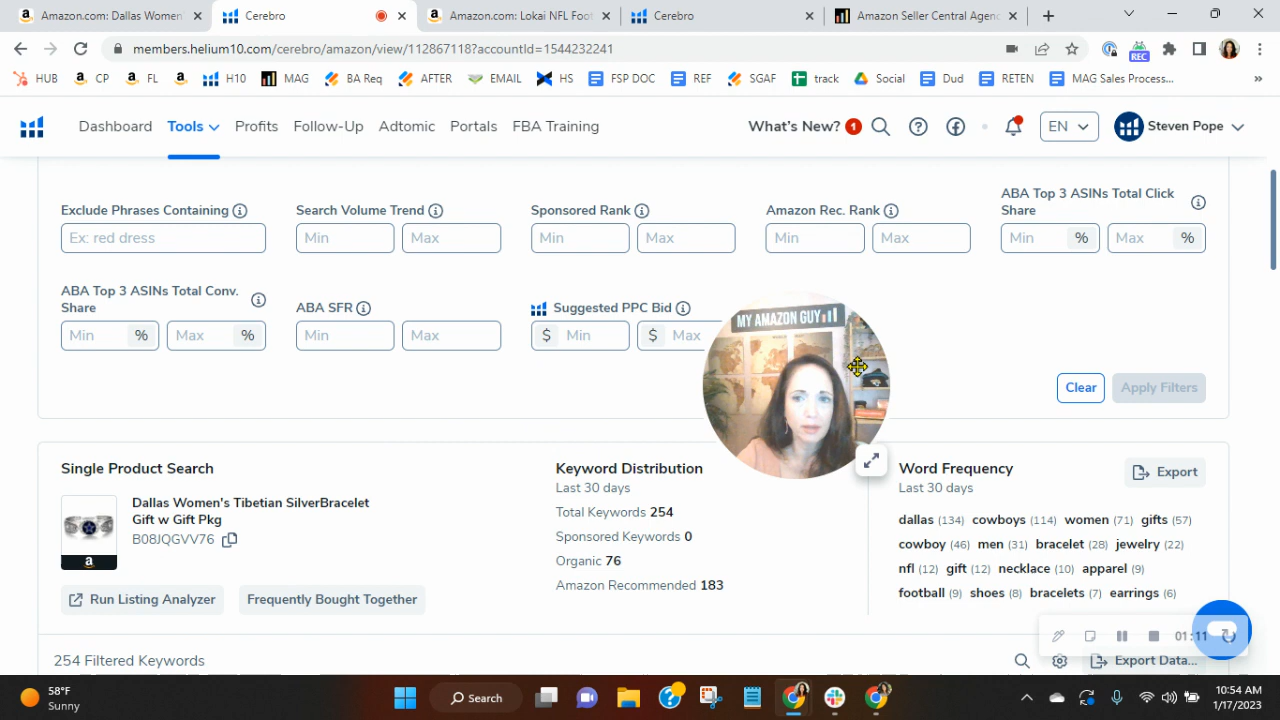 Amazon.com: Dallas Women'
Cerebro
Amazon.com: Lokai NFL Foot
Cerebro
Amazon Seller Central Agenc
members.helium10.com/cerebro/amazon/view/112867118?accountId=1544232241
REC
HUB CP FL H10 MAG BA Req AFTER EMAIL HS FSP DOC REF SGAF track Social Dud RETEN MAG Sales Process...
Dashboard Tools Profits Follow-Up Adtomic Portals FBA Training What's New? 1 EN Steven Pope
ABA Top 3 ASINs Total Click
Share
Exclude Phrases Containing Search Volume Trend Sponsored Rank Amazon Rec. Rank
Ex: red dress Min Max Min Max Min Max Min % Max %
ABA Top 3 ASINs Total Conv.
Share
ABA SFR Suggested PPC Bid
Min % Max % Min Max $ Min $ Max
MY AMAZON GUY
Clear Apply Filters
Single Product Search
Dallas Women's Tibetian SilverBracelet
Gift w Gift Pkg
B08JQGVV76
Run Listing Analyzer Frequently Bought Together
Keyword Distribution
Last 30 days
Total Keywords 254
Sponsored Keywords 0
Organic 76
Amazon Recommended 183
Word Frequency Export
Last 30 days
dallas (134) cowboys (114) women (71) gifts (57)
cowboy (46) men (31) bracelet (28) jewelry (22)
nfl (12) gift (12) necklace (10) apparel (9)
football (9) shoes (8) bracelets (7) earrings (6)
01:11
254 Filtered Keywords Export Data...
58°F
Sunny
Search
10:54 AM
1/17/2023